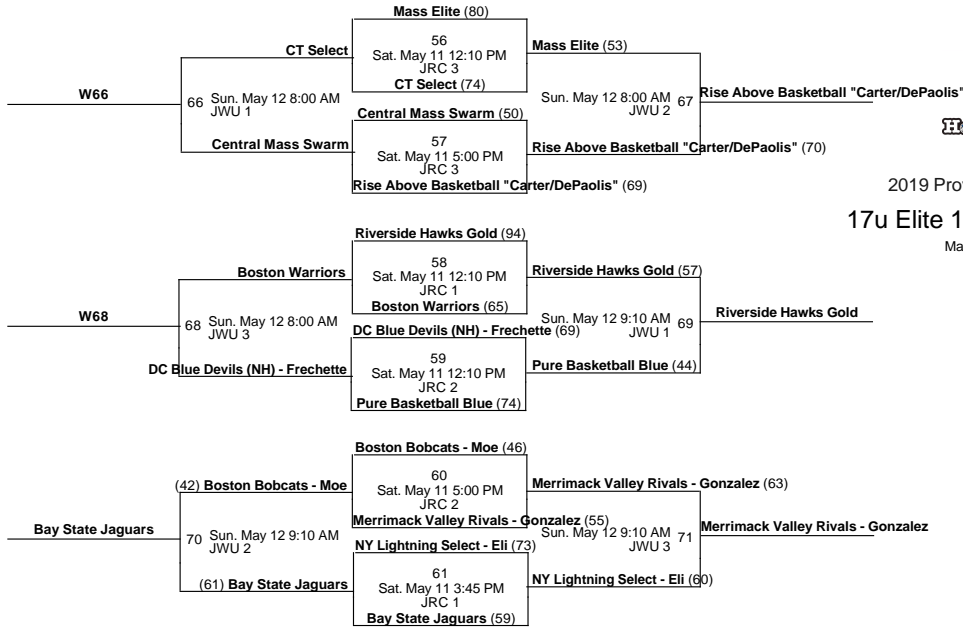 Mass Elite (80)
56
Sat. May 11 12:10 PM
JRC 3
CT Select (74)
CT Select
Mass Elite (53)
W66
66 Sun. May 12 8:00 AM
JWU 1
Sun. May 12 8:00 AM 67
JWU 2
Rise Above Basketball "Carter/DePaolis"
Central Mass Swarm (50)
57
Sat. May 11 5:00 PM
JRC 3
Rise Above Basketball "Carter/DePaolis" (69)
Central Mass Swarm
Rise Above Basketball "Carter/DePaolis" (70)
2019 Pro
17u Elite 1
Ma
Riverside Hawks Gold (94)
58
Sat. May 11 12:10 PM
JRC 1
Boston Warriors (65)
Boston Warriors
Riverside Hawks Gold (57)
W68
68 Sun. May 12 8:00 AM
JWU 3
Sun. May 12 9:10 AM 69
JWU 1
Riverside Hawks Gold
DC Blue Devils (NH) - Frechette (69)
59
Sat. May 11 12:10 PM
JRC 2
Pure Basketball Blue (74)
DC Blue Devils (NH) - Frechette
Pure Basketball Blue (44)
Boston Bobcats - Moe (46)
60
Sat. May 11 5:00 PM
JRC 2
Merrimack Valley Rivals - Gonzalez (55)
(42) Boston Bobcats - Moe
Merrimack Valley Rivals - Gonzalez (63)
Bay State Jaguars
70 Sun. May 12 9:10 AM
JWU 2
Sun. May 12 9:10 AM 71
JWU 3
Merrimack Valley Rivals - Gonzalez
NY Lightning Select - Eli (73)
61
Sat. May 11 3:45 PM
JRC 1
Bay State Jaguars (59)
(61) Bay State Jaguars
NY Lightning Select - Eli (60)